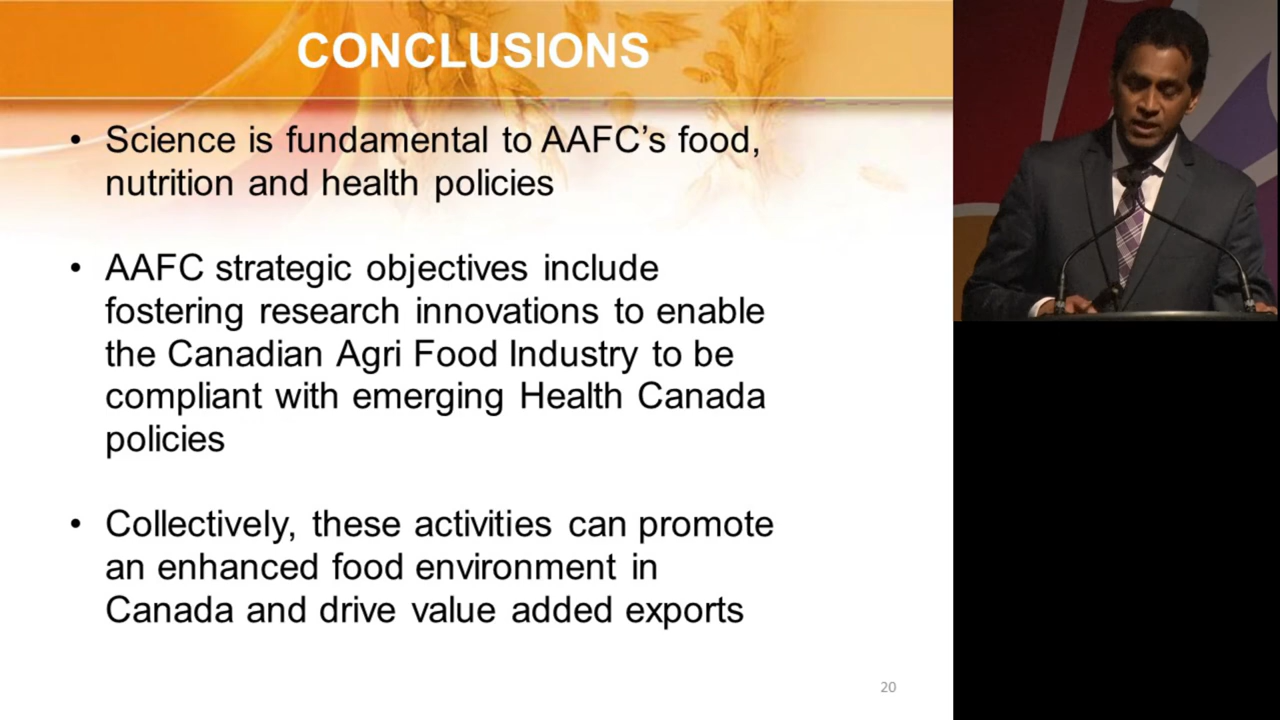 CONCLUSIONS
• Science is fundamental to AAFC's food,
nutrition and health policies
• AAFC strategic objectives include
fostering research innovations to enable
the Canadian Agri Food Industry to be
compliant with emerging Health Canada
policies
• Collectively, these activities can promote
an enhanced food environment in
Canada and drive value added exports
20